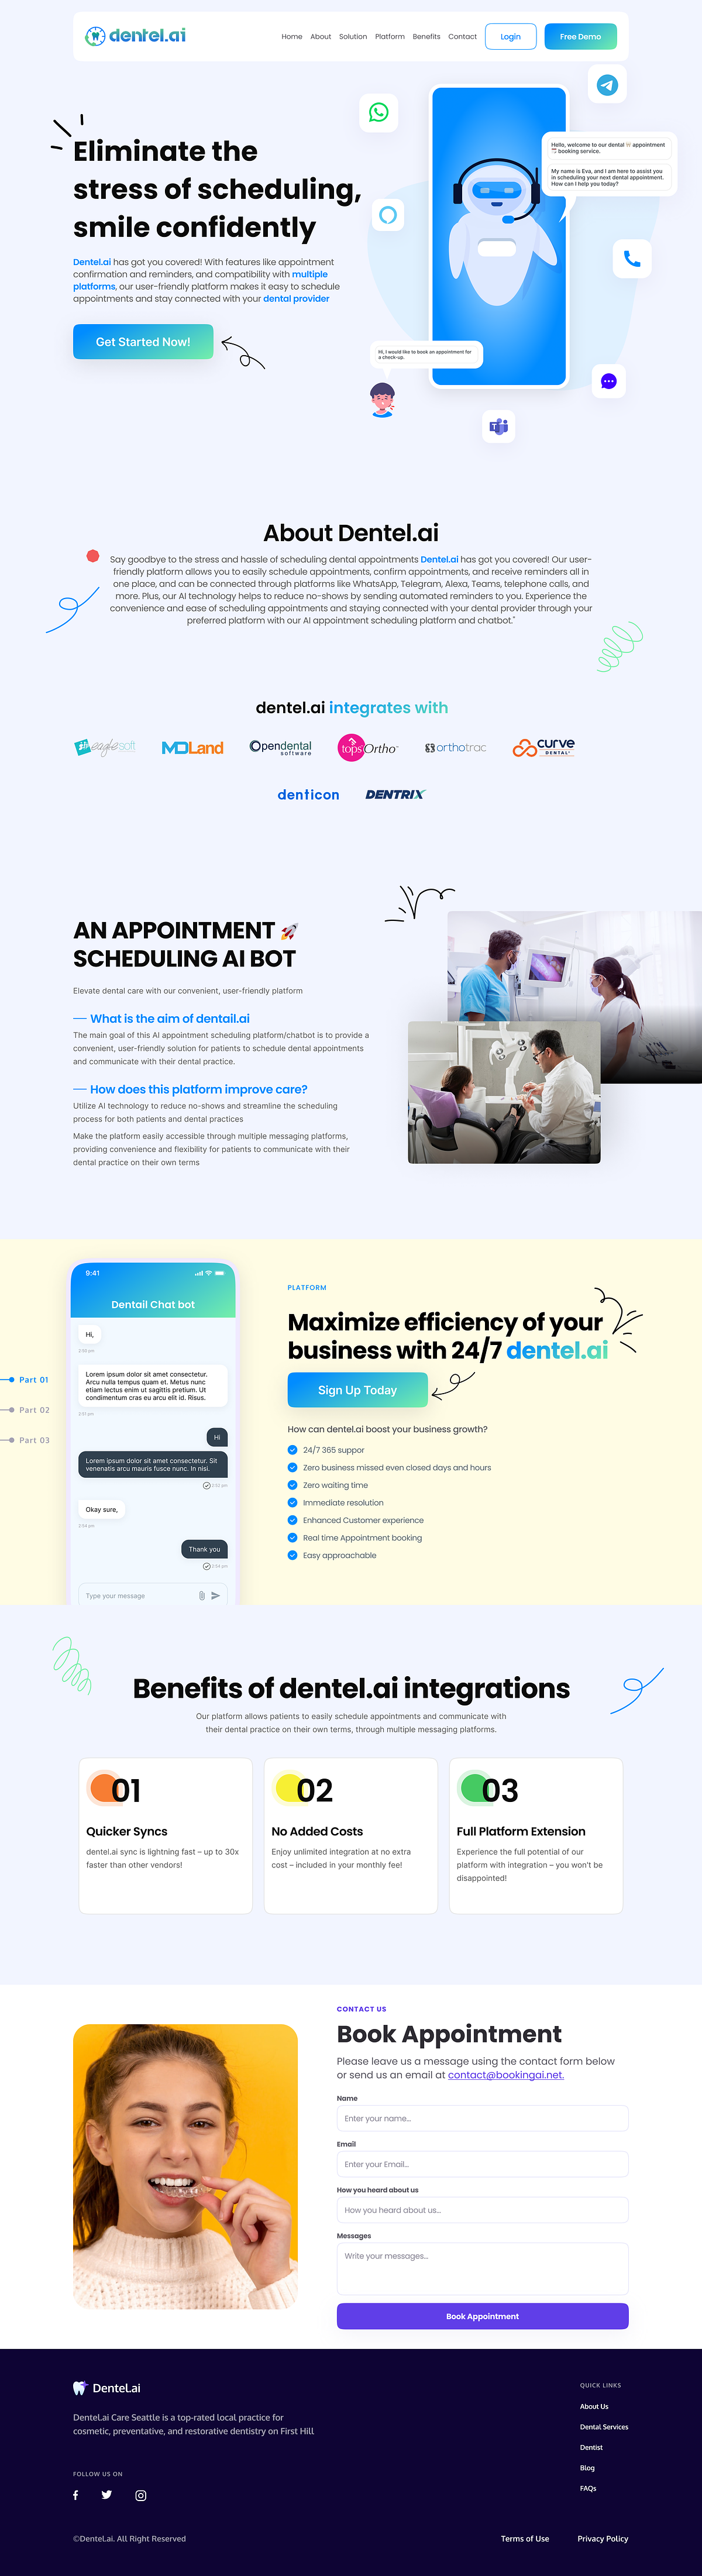 dentel.ai
Home About Solution Platform Benefits Contact Login Free Demo
Hello, welcome to our dental appointment
booking service.
My name is Eva, and I am here to assist you
in scheduling your next dental appointment.
How can I help you today?
Eliminate the
stress of scheduling,
smile confidently
Dentel.ai has got you covered! With features like appointment
confirmation and reminders, and compatibility with multiple
platforms, our user-friendly platform makes it easy to schedule
appointments and stay connected with your dental provider
Get Started Now!
Hi, I would like to book an appointment for
a check-up.
About Dentel.ai
Say goodbye to the stress and hassle of scheduling dental appointments Dentel.ai has got you covered! Our user-
friendly platform allows you to easily schedule appointments, confirm appointments, and receive reminders all in
one place, and can be connected through platforms like WhatsApp, Telegram, Alexa, Teams, telephone calls, and
more. Plus, our AI technology helps to reduce no-shows by sending automated reminders to you. Experience the
convenience and ease of scheduling appointments and staying connected with your dental provider through your
preferred platform with our AI appointment scheduling platform and chatbot."
dentel.ai integrates with
eaglesoft MDLand Opendental software tops Ortho orthotrac curve DENTAL
denticon DENTRIX
AN APPOINTMENT 🚀
SCHEDULING AI BOT
Elevate dental care with our convenient, user-friendly platform
What is the aim of dentail.ai
The main goal of this AI appointment scheduling platform/chatbot is to provide a
convenient, user-friendly solution for patients to schedule dental appointments
and communicate with their dental practice.
How does this platform improve care?
Utilize AI technology to reduce no-shows and streamline the scheduling
process for both patients and dental practices
Make the platform easily accessible through multiple messaging platforms,
providing convenience and flexibility for patients to communicate with their
dental practice on their own terms
Part 01
Part 02
Part 03
9:41
Dentail Chat bot
Hi,
2:50 pm
Lorem ipsum dolor sit amet consectetur.
Arcu nulla tempus quam et. Metus nunc
etiam lectus enim ut sagittis pretium. Ut
condimentum cras eu arcu elit id. Risus.
2:51 pm
Hi
Lorem ipsum dolor sit amet consectetur. Sit
venenatis arcu mauris fusce nunc. In nisi.
2:52 pm
Okay sure,
2:54 pm
Thank you
2:54 pm
Type your message
PLATFORM
Maximize efficiency of your
business with 24/7 dentel.ai
Sign Up Today
How can dentel.ai boost your business growth?
24/7 365 suppor
Zero business missed even closed days and hours
Zero waiting time
Immediate resolution
Enhanced Customer experience
Real time Appointment booking
Easy approachable
Benefits of dentel.ai integrations
Our platform allows patients to easily schedule appointments and communicate with
their dental practice on their own terms, through multiple messaging platforms.
01
Quicker Syncs
dentel.ai sync is lightning fast – up to 30x
faster than other vendors!
02
No Added Costs
Enjoy unlimited integration at no extra
cost – included in your monthly fee!
03
Full Platform Extension
Experience the full potential of our
platform with integration – you won't be
disappointed!
CONTACT US
Book Appointment
Please leave us a message using the contact form below
or send us an email at contact@bookingai.net.
Name
Enter your name...
Email
Enter your Email...
How you heard about us
How you heard about us...
Messages
Write your messages...
Book Appointment
Dentel.ai
Dentel.ai Care Seattle is a top-rated local practice for
cosmetic, preventative, and restorative dentistry on First Hill
FOLLOW US ON
QUICK LINKS
About Us
Dental Services
Dentist
Blog
FAQs
©Dentel.ai. All Right Reserved
Terms of Use Privacy Policy